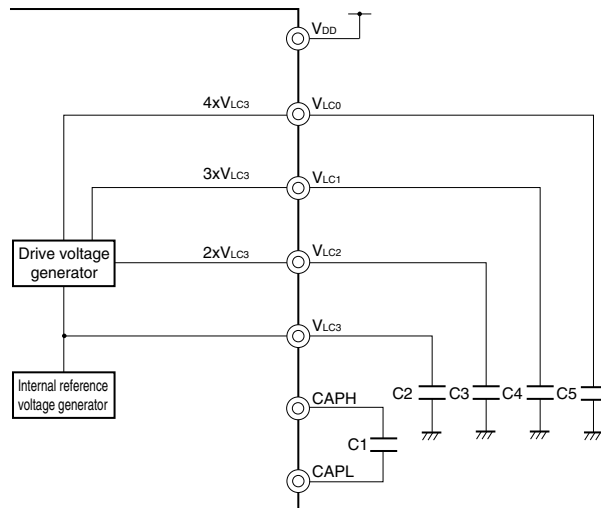 VDD
4xVLC3
VLC0
3xVLC3
VLC1
Drive voltage
generator
2xVLC3
VLC2
VLC3
Internal reference
voltage generator
C2
C3
C4
C5
CAPH
C1
CAPL